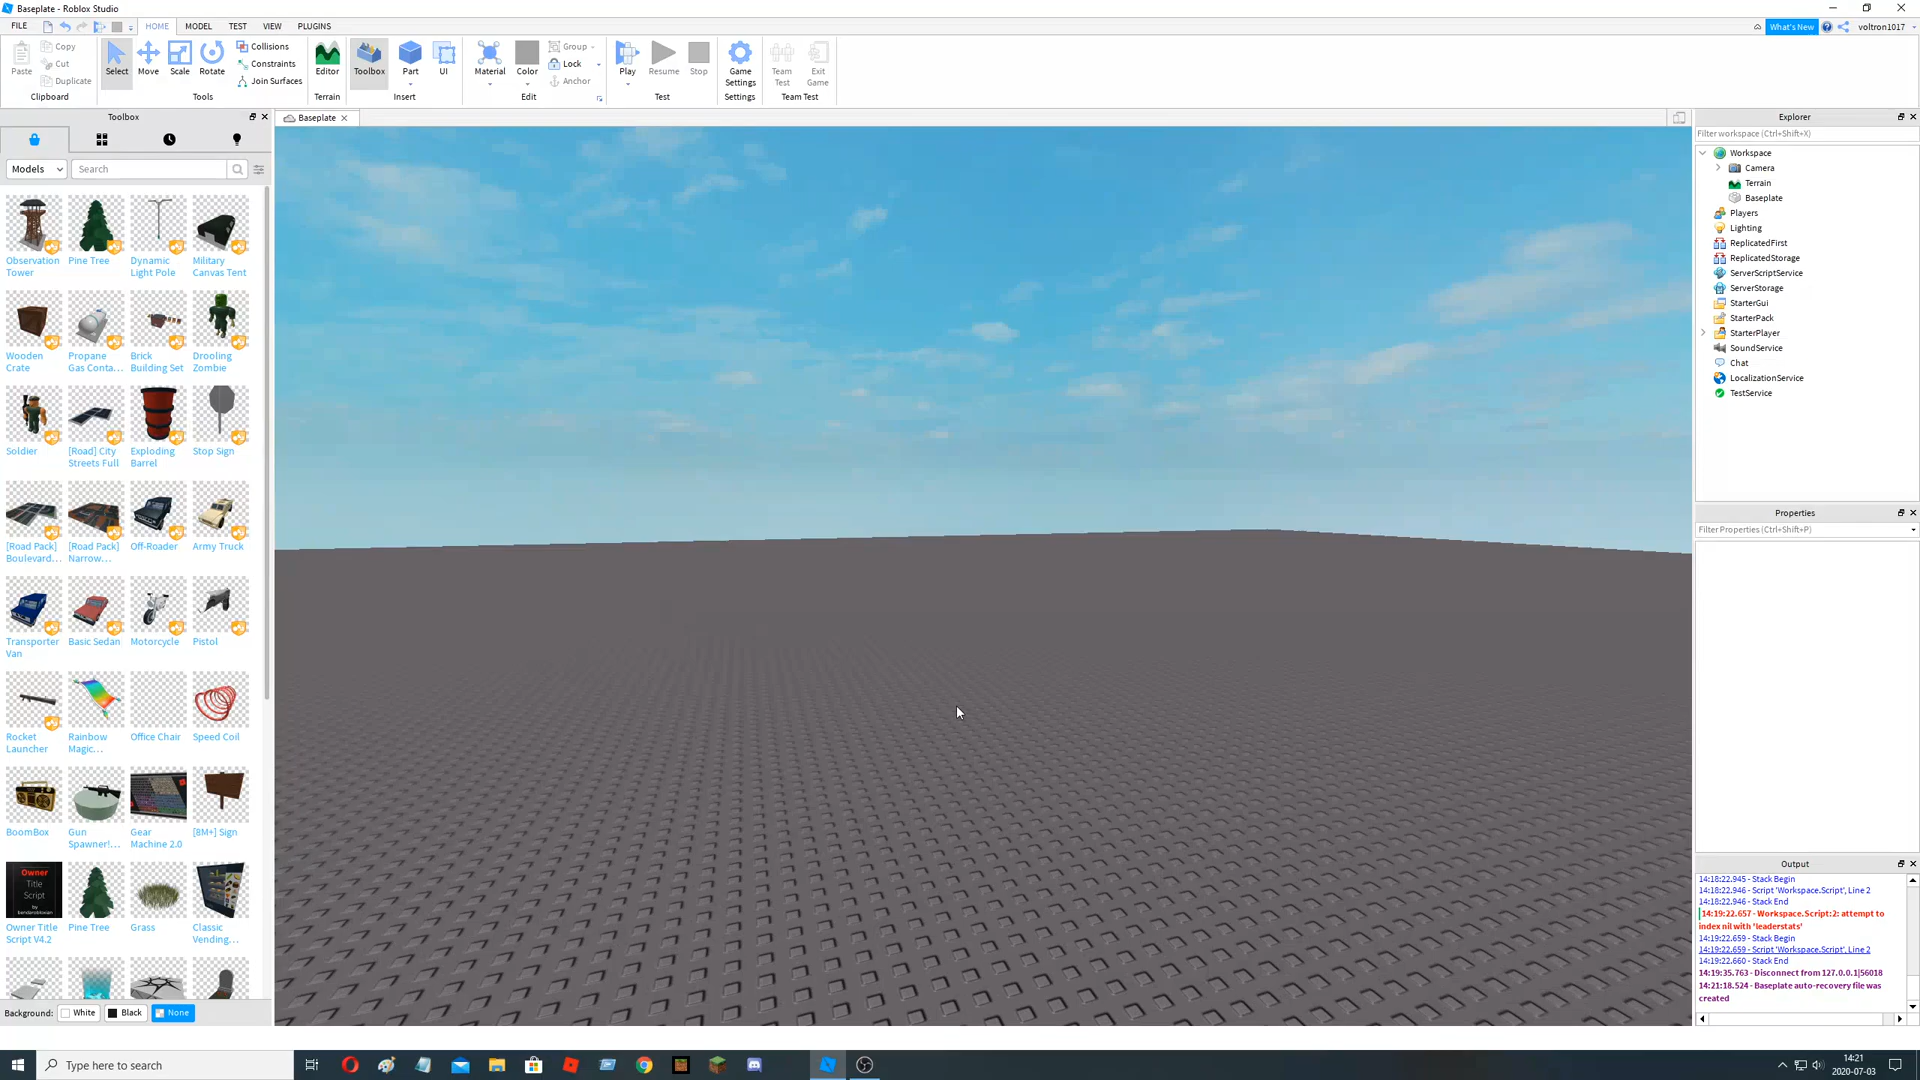 Baseplate - Roblox Studio
FILE HOME MODEL TEST VIEW PLUGINS What's New voltron1017
Paste Copy Cut Duplicate
Clipboard
Select Move Scale Rotate
Collisions
Constraints
Join Surfaces
Tools
Editor
Terrain
Toolbox Part UI
Insert
Material Color Group Lock Anchor
Edit
Play Resume Stop
Test
Game Settings
Settings
Team Test Exit Game
Team Test
Toolbox
Models Search
Observation Tower
Pine Tree
Dynamic Light Pole
Military Canvas Tent
Wooden Crate
Propane Gas Conta...
Brick Building Set
Drooling Zombie
Soldier
[Road] City Streets Full
Exploding Barrel
Stop Sign
[Road Pack] Boulevard...
[Road Pack] Narrow...
Off-Roader
Army Truck
Transporter Van
Basic Sedan
Motorcycle
Pistol
Rocket Launcher
Rainbow Magic...
Office Chair
Speed Coil
BoomBox
Gun Spawner!...
Gear Machine 2.0
[BM+] Sign
Owner
Title
Script
by
Owner Title Script V4.2
Pine Tree
Grass
Classic Vending...
Background: White Black None
Baseplate
Explorer
Filter workspace (Ctrl+Shift+X)
Workspace
Camera
Terrain
Baseplate
Players
Lighting
ReplicatedFirst
ReplicatedStorage
ServerScriptService
ServerStorage
StarterGui
StarterPack
StarterPlayer
SoundService
Chat
LocalizationService
TestService
Properties
Filter Properties (Ctrl+Shift+P)
Output
14:18:22.945 - Stack Begin
14:18:22.946 - Script 'Workspace.Script', Line 2
14:18:22.946 - Stack End
14:19:22.657 - Workspace.Script:2: attempt to
index nil with 'leaderstats'
14:19:22.659 - Stack Begin
14:19:22.659 - Script 'Workspace.Script', Line 2
14:19:22.660 - Stack End
14:19:35.763 - Disconnect from 127.0.0.1|56018
14:21:18.524 - Baseplate auto-recovery file was
created
Type here to search
14:21
2020-07-03